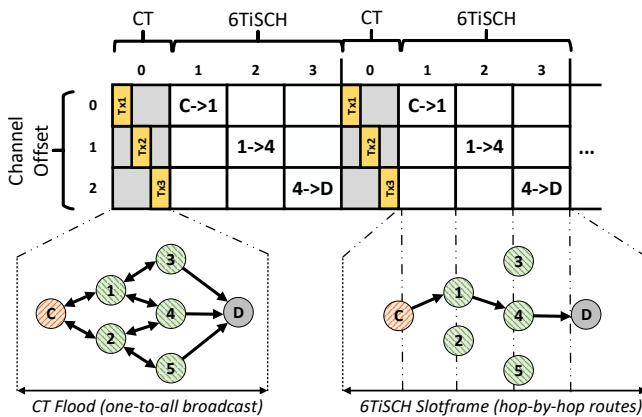 CT 6TiSCH CT 6TiSCH
0 1 2 3 0 1 2 3
Channel Offset
0 Tx1 C->1 Tx1 C->1
1 Tx2 1->4 Tx2 1->4 ...
2 Tx3 4->D Tx3 4->D
3 3
1 1
C 4 D C 4 D
2 2
5 5
CT Flood (one-to-all broadcast) 6TiSCH Slotframe (hop-by-hop routes)